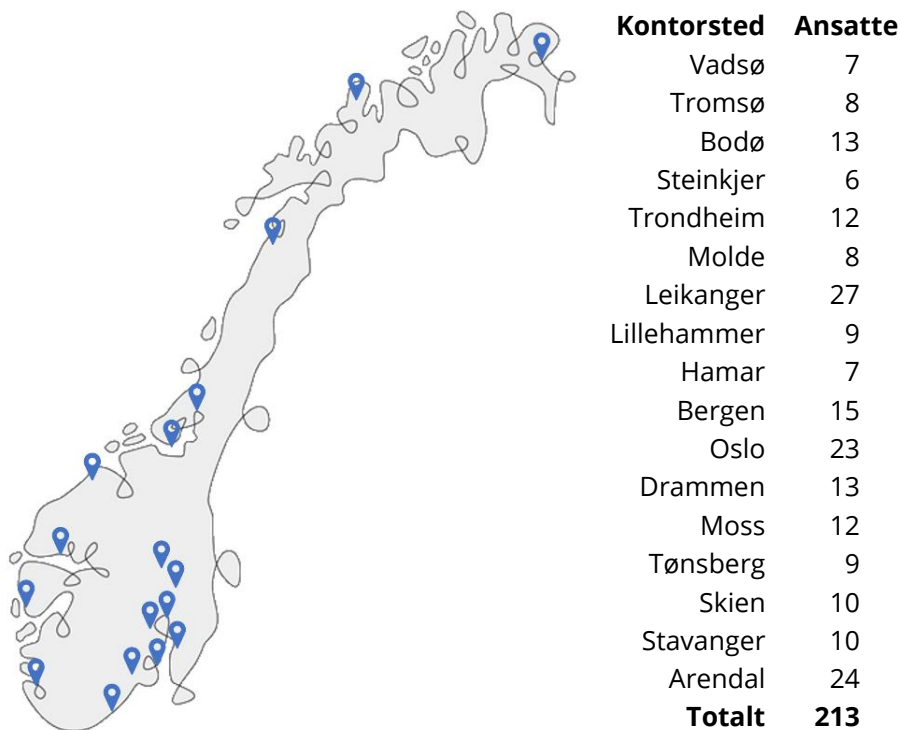 Kontorsted Ansatte
Vadsø 7
Tromsø 8
Bodø 13
Steinkjer 6
Trondheim 12
Molde 8
Leikanger 27
Lillehammer 9
Hamar 7
Bergen 15
Oslo 23
Drammen 13
Moss 12
Tønsberg 9
Skien 10
Stavanger 10
Arendal 24
Totalt 213